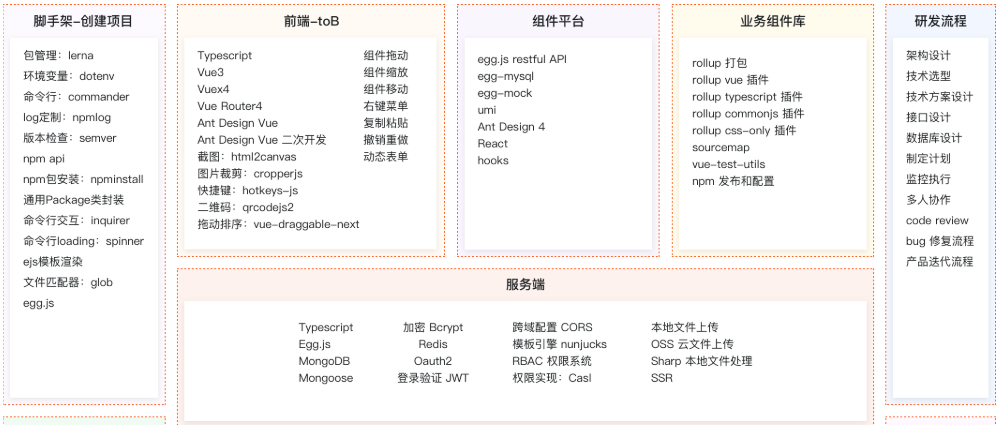 脚手架-创建项目
包管理：lerna
环境变量：dotenv
命令行：commander
log定制：npmlog
版本检查：semver
npm api
npm包安装：npminstall
通用Package类封装
命令行交互：inquirer
命令行loading：spinner
ejs模板渲染
文件匹配器：glob
egg.js
前端-toB
Typescript
Vue3
Vuex4
Vue Router4
Ant Design Vue
Ant Design Vue 二次开发
截图：html2canvas
图片裁剪：cropperjs
快捷键：hotkeys-js
二维码：qrcodejs2
拖动排序：vue-draggable-next
组件拖动
组件缩放
组件移动
右键菜单
复制粘贴
撤销重做
动态表单
组件平台
egg.js restful API
egg-mysql
egg-mock
umi
Ant Design 4
React
hooks
业务组件库
rollup 打包
rollup vue 插件
rollup typescript 插件
rollup commonjs 插件
rollup css-only 插件
sourcemap
vue-test-utils
npm 发布和配置
研发流程
架构设计
技术选型
技术方案设计
接口设计
数据库设计
制定计划
监控执行
多人协作
code review
bug 修复流程
产品迭代流程
服务端
Typescript
Egg.js
MongoDB
Mongoose
加密 Bcrypt
Redis
Oauth2
登录验证 JWT
跨域配置 CORS
模板引擎 nunjucks
RBAC 权限系统
权限实现：Casl
本地文件上传
OSS 云文件上传
Sharp 本地文件处理
SSR